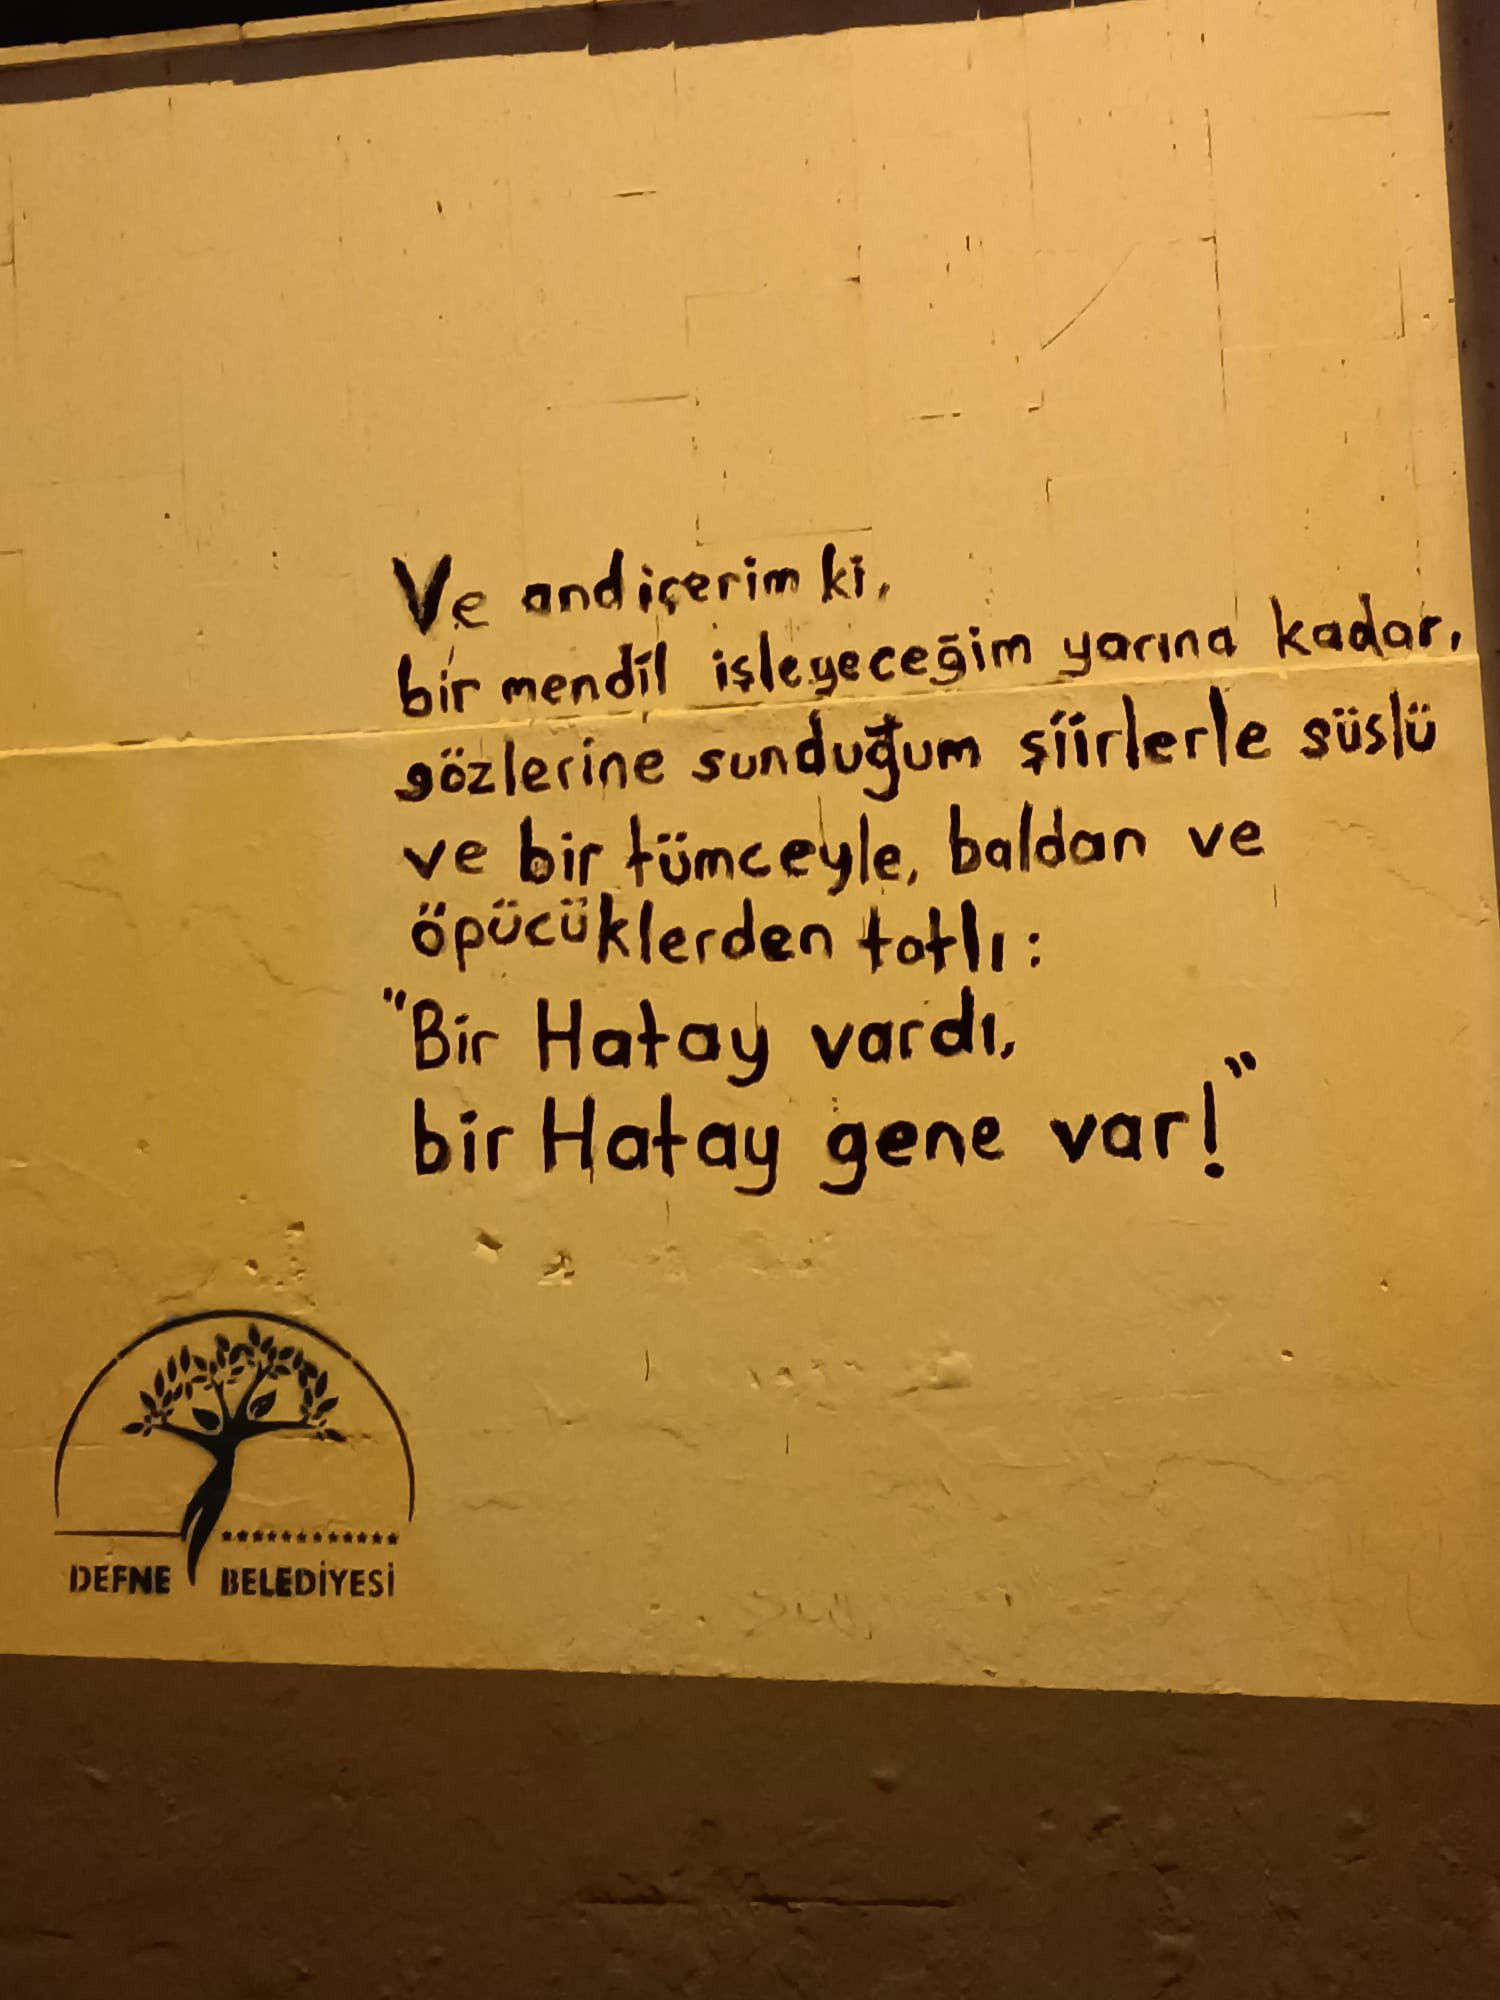 Ve andiçerim ki,
bir mendil işleyeceğim yarına kadar,
gözlerine sunduğum şiirlerle süslü
ve bir tümceyle, baldan ve
öpücüklerden tatlı:
"Bir Hatay vardı,
bir Hatay gene var!"
DEFNE BELEDİYESİ